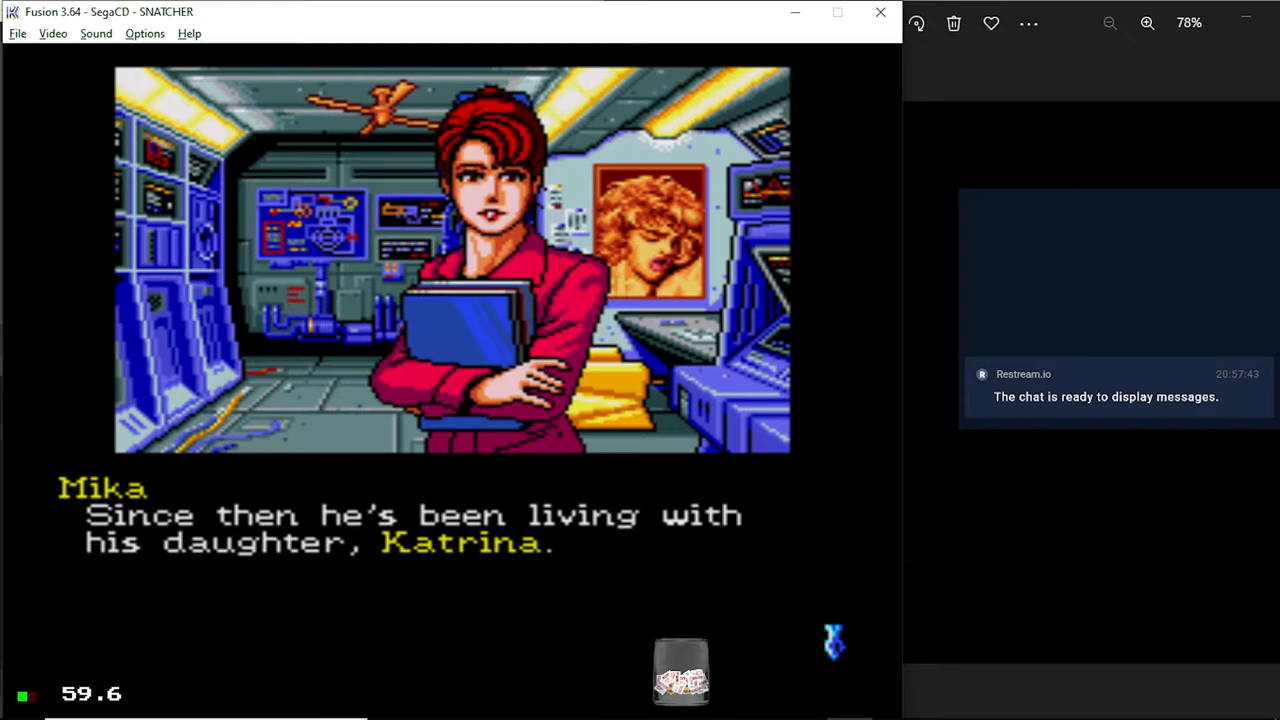 Fusion 3.64 - SegaCD - SNATCHER
File Video Sound Options Help
78%
Restream.io 20:57:43
The chat is ready to display messages.
Mika
Since then he's been living with
his daughter, Katrina.
59.6